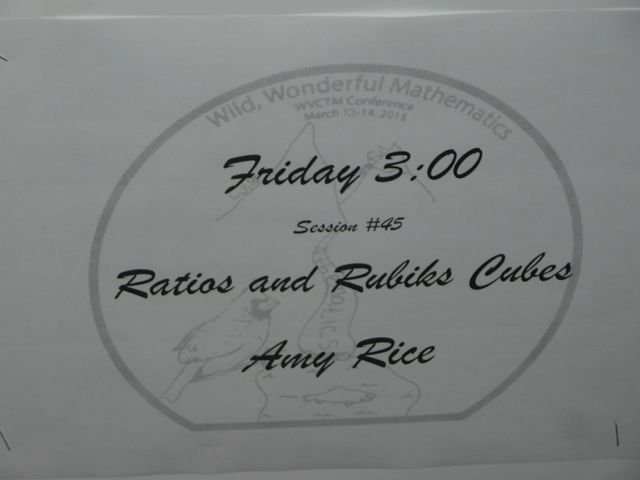 Wild, Wonderful Mathematics
WVCTM Conference
March 13-14, 2015
Friday 3:00
Session #45
Ratios and Rubiks Cubes
Amy Rice